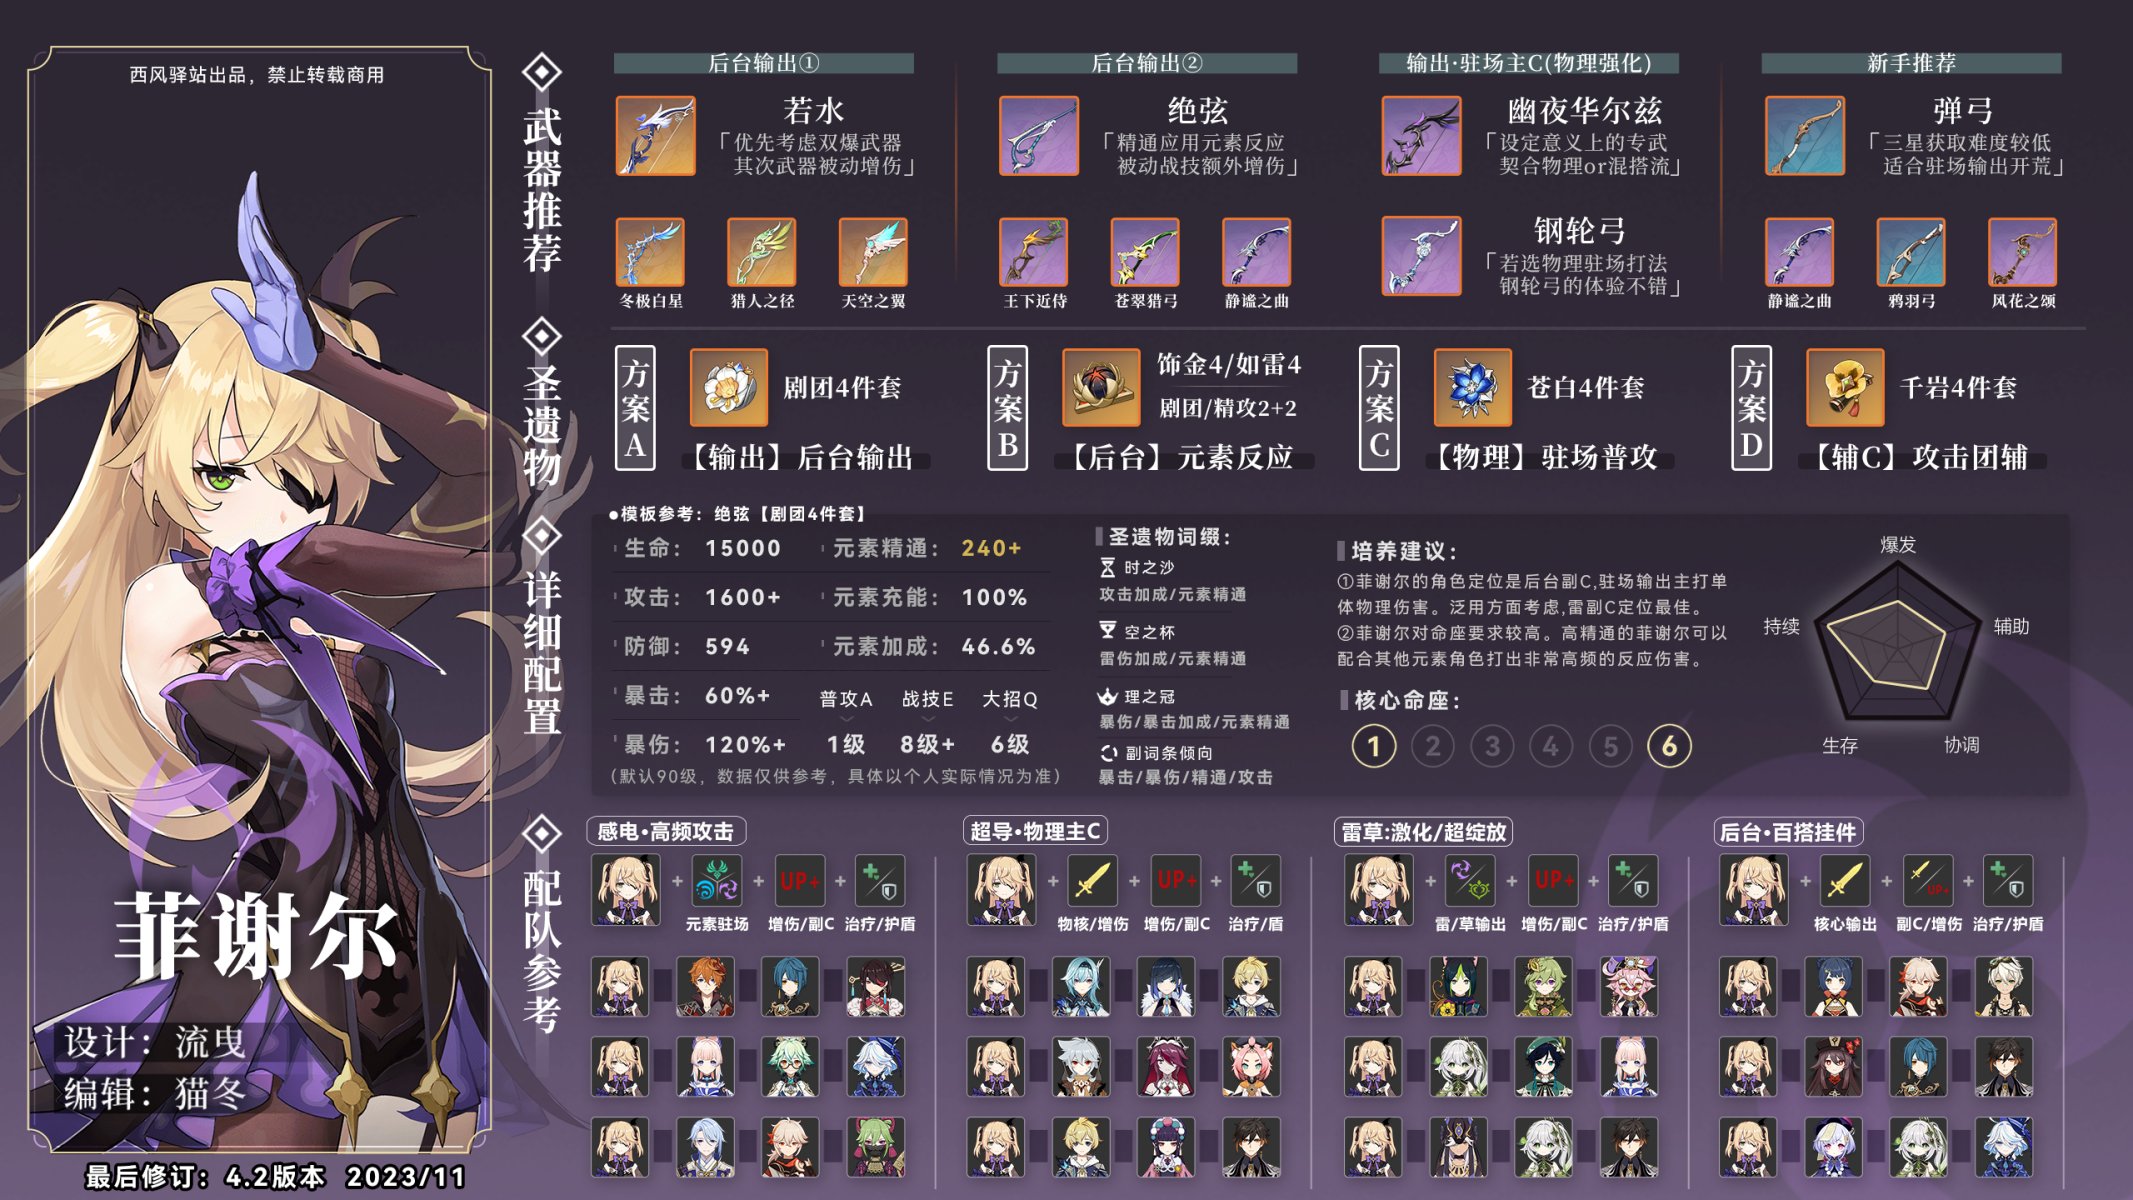 西风驿站出品，禁止转载商用
菲谢尔
设计：流曳
编辑：猫冬
最后修订：4.2版本 2023/11
武器推荐
后台输出①
若水
「优先考虑双爆武器
其次武器被动增伤」
冬极白星 猎人之径 天空之翼
后台输出②
绝弦
「精通应用元素反应
被动战技额外增伤」
王下近侍 苍翠猎弓 静谧之曲
输出·驻场主C(物理强化)
幽夜华尔兹
「设定意义上的专武
契合物理or混搭流」
钢轮弓
「若选物理驻场打法
钢轮弓的体验不错」
新手推荐
弹弓
「三星获取难度较低
适合驻场输出开荒」
静谧之曲 鸦羽弓 风花之颂
圣遗物
方案A
剧团4件套
【输出】后台输出
方案B
饰金4/如雷4
剧团/精攻2+2
【后台】元素反应
方案C
苍白4件套
【物理】驻场普攻
方案D
千岩4件套
【辅C】攻击团辅
详细配置
●模板参考：绝弦【剧团4件套】
生命：15000 元素精通：240+
攻击：1600+ 元素充能：100%
防御：594 元素加成：46.6%
暴击：60%+ 普攻A 战技E 大招Q
暴伤：120%+ 1级 8级+ 6级
（默认90级，数据仅供参考，具体以个人实际情况为准）
圣遗物词缀：
时之沙
攻击加成/元素精通
空之杯
雷伤加成/元素精通
理之冠
暴伤/暴击加成/元素精通
副词条倾向
暴击/暴伤/精通/攻击
培养建议：
①菲谢尔的角色定位是后台副C,驻场输出主打单
体物理伤害。泛用方面考虑,雷副C定位最佳。
②菲谢尔对命座要求较高。高精通的菲谢尔可以
配合其他元素角色打出非常高频的反应伤害。
核心命座：
1 2 3 4 5 6
爆发
持续 辅助
生存 协调
配队参考
感电·高频攻击
+ + UP+ +
元素驻场 增伤/副C 治疗/护盾
超导·物理主C
+ + UP+ +
物核/增伤 增伤/副C 治疗/盾
雷草:激化/超绽放
+ + UP+ +
雷/草输出 增伤/副C 治疗/护盾
后台·百搭挂件
+ + UP+ +
核心输出 副C/增伤 治疗/护盾